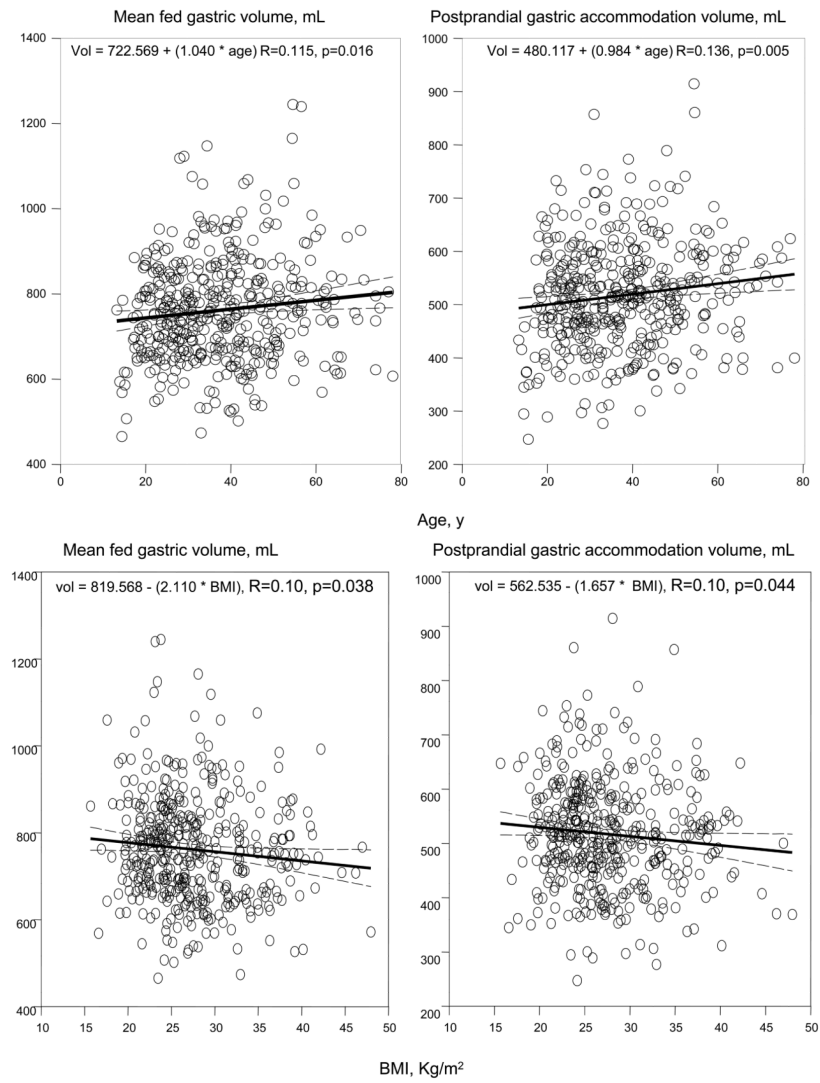 Mean fed gastric volume, mL
Postprandial gastric accommodation volume, mL
Vol = 722.569 + (1.040 * age) R=0.115, p=0.016
Vol = 480.117 + (0.984 * age) R=0.136, p=0.005
1400
1200
1000
800
600
400
0 20 40 60 80
1000
900
800
700
600
500
400
300
200
0 20 40 60 80
Age, y
Mean fed gastric volume, mL
Postprandial gastric accommodation volume, mL
vol = 819.568 - (2.110 * BMI), R=0.10, p=0.038
vol = 562.535 - (1.657 * BMI), R=0.10, p=0.044
1400
1200
1000
800
600
400
10 15 20 25 30 35 40 45 50
1000
900
800
700
600
500
400
300
200
10 15 20 25 30 35 40 45 50
BMI, Kg/m²